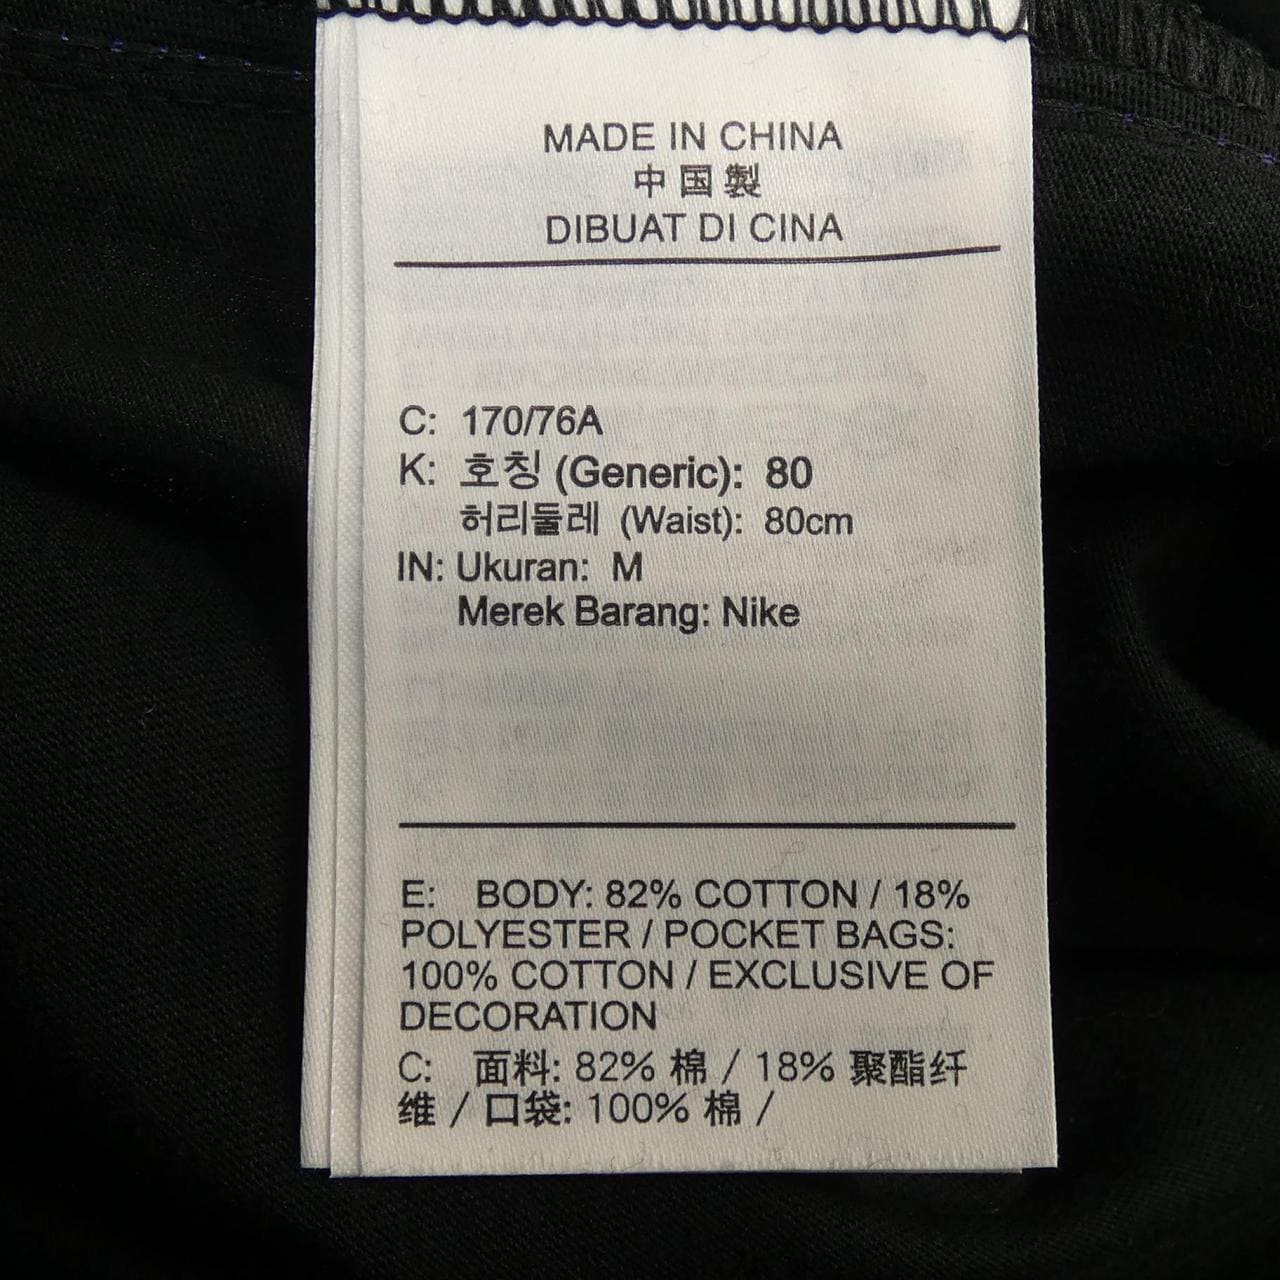 MADE IN CHINA
中国製
DIBUAT DI CINA
C: 170/76A
K: 호칭 (Generic): 80
허리둘레 (Waist): 80cm
IN: Ukuran: M
Merek Barang: Nike
E: BODY: 82% COTTON / 18%
POLYESTER / POCKET BAGS:
100% COTTON / EXCLUSIVE OF
DECORATION
C: 面料: 82% 棉 / 18% 聚酯纤
维 / 口袋: 100% 棉 /